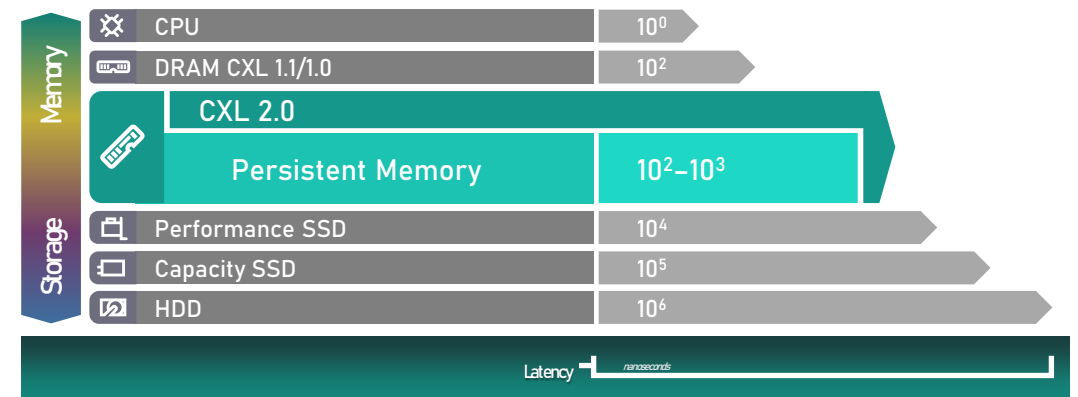 Memory
Storage
CPU 10⁰
DRAM CXL 1.1/1.0 10²
CXL 2.0
Persistent Memory 10²–10³
Performance SSD 10⁴
Capacity SSD 10⁵
HDD 10⁶
Latency nanoseconds